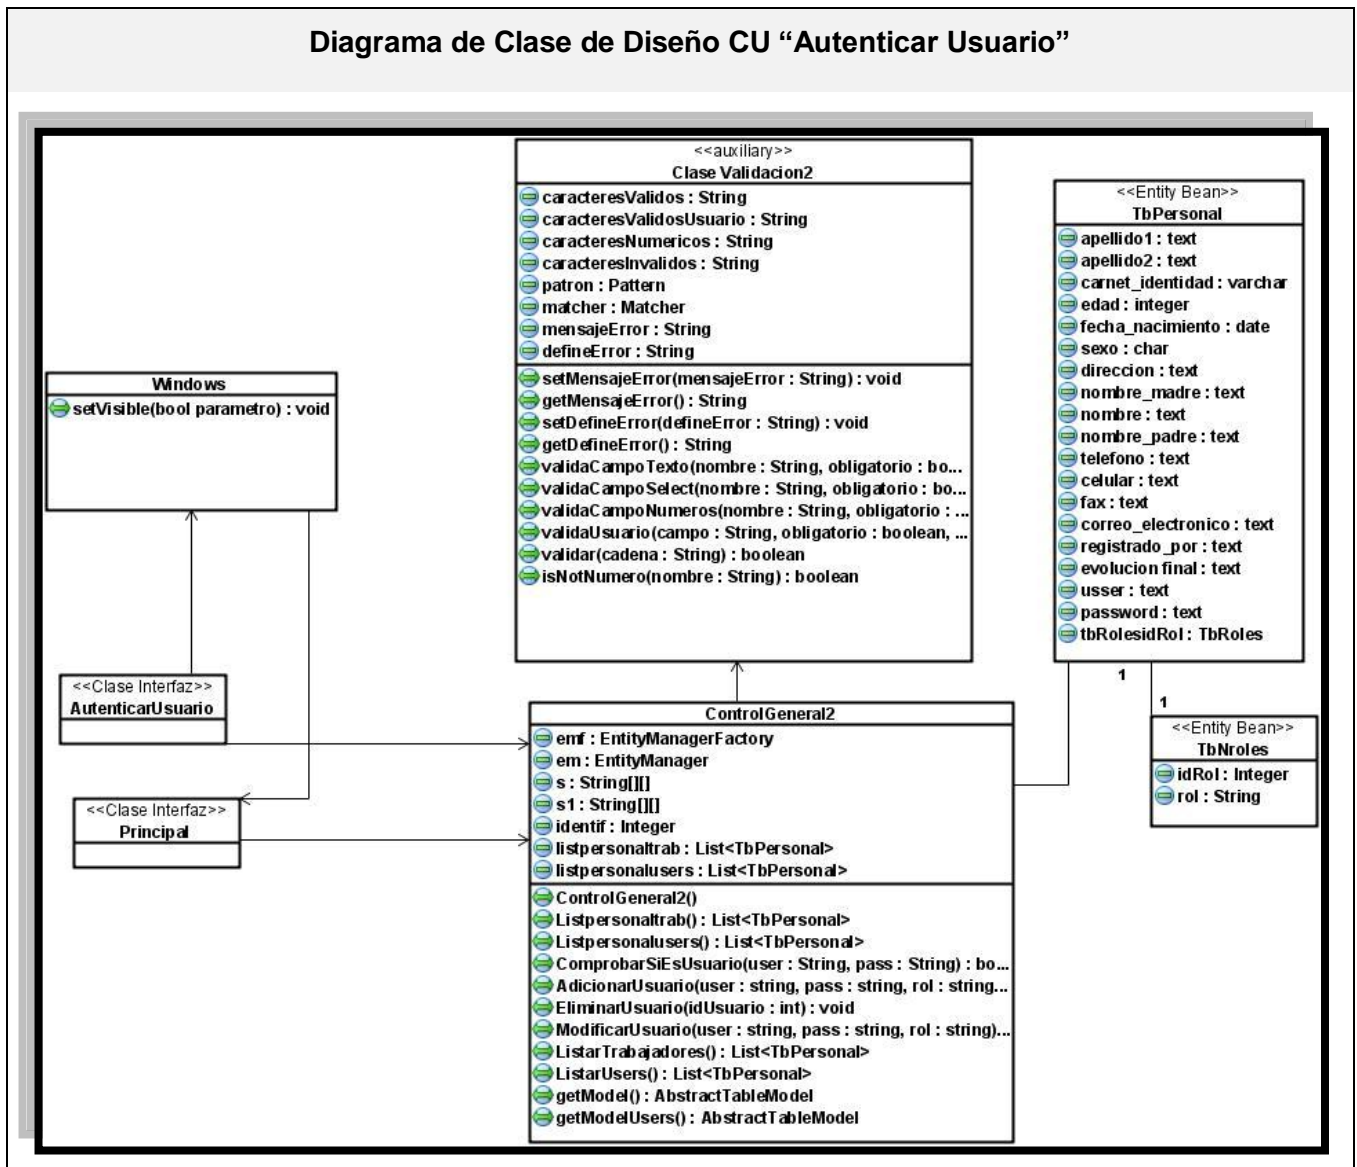 Diagrama de Clase de Diseño CU “Autenticar Usuario”
<<auxiliary>>
Clase Validacion2
caracteresValidos : String
caracteresValidosUsuario : String
caracteresNumericos : String
caracteresInvalidos : String
patron : Pattern
matcher : Matcher
mensajeError : String
defineError : String
setMensajeError(mensajeError : String) : void
getMensajeError() : String
setDefineError(defineError : String) : void
getDefineError() : String
validaCampoTexto(nombre : String, obligatorio : bo...
validaCampoSelect(nombre : String, obligatorio : bo...
validaCampoNumeros(nombre : String, obligatorio : ...
validaUsuario(campo : String, obligatorio : boolean, ...
validar(cadena : String) : boolean
isNotNumero(nombre : String) : boolean
<<Entity Bean>>
TbPersonal
apellido1 : text
apellido2 : text
carnet_identidad : varchar
edad : integer
fecha_nacimiento : date
sexo : char
direccion : text
nombre_madre : text
nombre : text
nombre_padre : text
telefono : text
celular : text
fax : text
correo_electronico : text
registrado_por : text
evolucion final : text
usser : text
password : text
tbRolesidRol : TbRoles
Windows
setVisible(bool parametro) : void
<<Clase Interfaz>>
AutenticarUsuario
<<Clase Interfaz>>
Principal
ControlGeneral2
emf : EntityManagerFactory
em : EntityManager
s : String[][]
s1 : String[][]
identif : Integer
listpersonaltrab : List<TbPersonal>
listpersonalusers : List<TbPersonal>
ControlGeneral2()
Listpersonaltrab() : List<TbPersonal>
Listpersonalusers() : List<TbPersonal>
ComprobarSiEsUsuario(user : String, pass : String) : bo...
AdicionarUsuario(user : string, pass : string, rol : string...
EliminarUsuario(idUsuario : int) : void
ModificarUsuario(user : string, pass : string, rol : string)...
ListarTrabajadores() : List<TbPersonal>
ListarUsers() : List<TbPersonal>
getModel() : AbstractTableModel
getModelUsers() : AbstractTableModel
1
1
<<Entity Bean>>
TbNroles
idRol : Integer
rol : String